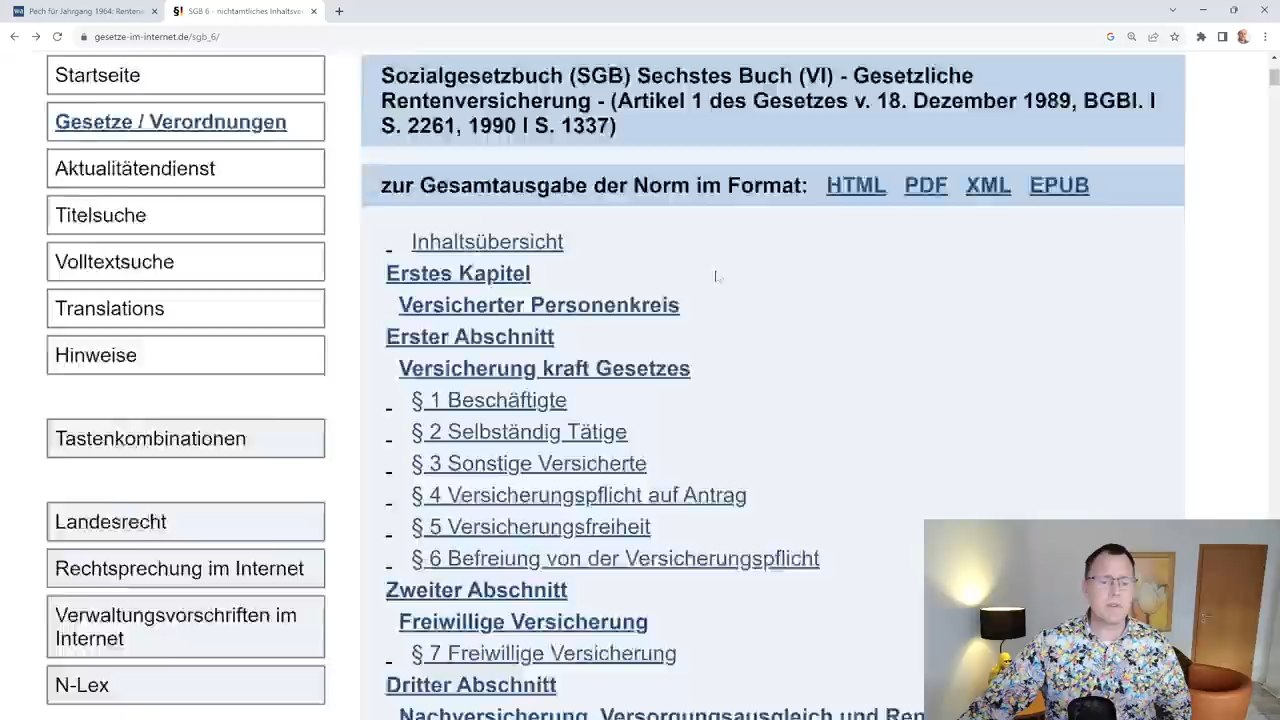 Pech für Jahrgang 1964: Renten
SGB 6 - nichtamtliches Inhaltsver
gesetze-im-internet.de/sgb_6/
Startseite
Gesetze / Verordnungen
Aktualitätendienst
Titelsuche
Volltextsuche
Translations
Hinweise
Tastenkombinationen
Landesrecht
Rechtsprechung im Internet
Verwaltungsvorschriften im
Internet
N-Lex
Sozialgesetzbuch (SGB) Sechstes Buch (VI) - Gesetzliche
Rentenversicherung - (Artikel 1 des Gesetzes v. 18. Dezember 1989, BGBl. I
S. 2261, 1990 I S. 1337)
zur Gesamtausgabe der Norm im Format: HTML PDF XML EPUB
Inhaltsübersicht
Erstes Kapitel
Versicherter Personenkreis
Erster Abschnitt
Versicherung kraft Gesetzes
§ 1 Beschäftigte
§ 2 Selbständig Tätige
§ 3 Sonstige Versicherte
§ 4 Versicherungspflicht auf Antrag
§ 5 Versicherungsfreiheit
§ 6 Befreiung von der Versicherungspflicht
Zweiter Abschnitt
Freiwillige Versicherung
§ 7 Freiwillige Versicherung
Dritter Abschnitt
Nachversicherung, Versorgungsausgleich und Ren